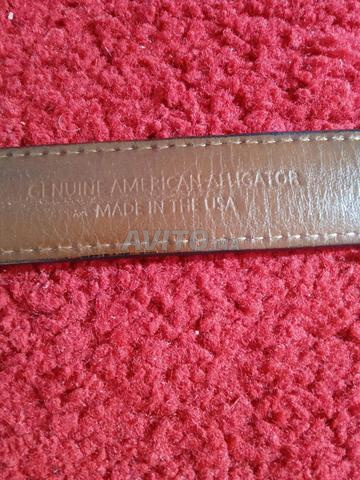 GENUINE AMERICAN ALLIGATOR
MADE IN THE USA